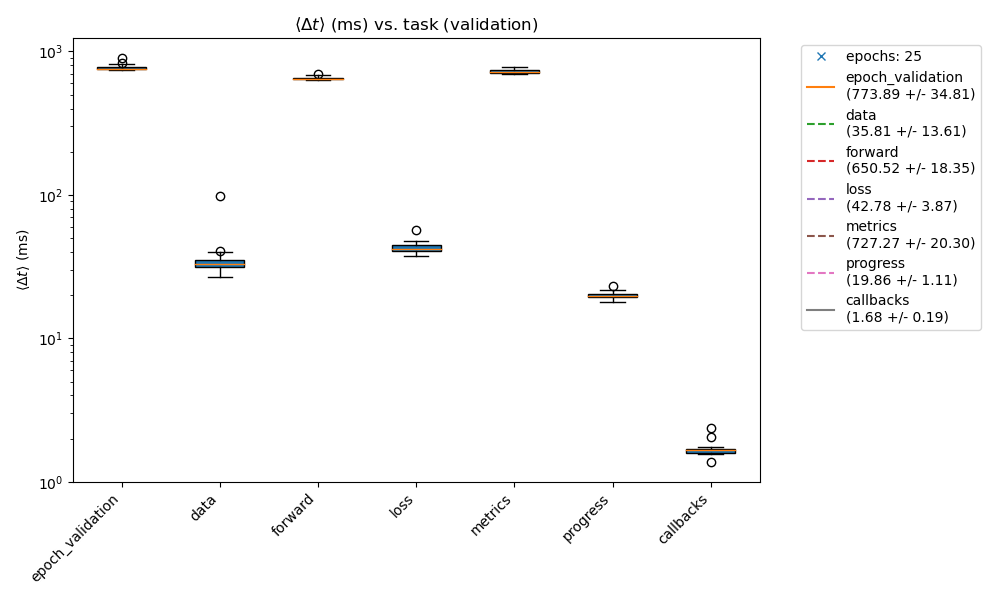 ⟨Δt⟩ (ms) vs. task (validation)
⟨Δt⟩ (ms)
10³
10²
10¹
10⁰
epoch_validation
data
forward
loss
metrics
progress
callbacks
epochs: 25
epoch_validation
(773.89 +/- 34.81)
data
(35.81 +/- 13.61)
forward
(650.52 +/- 18.35)
loss
(42.78 +/- 3.87)
metrics
(727.27 +/- 20.30)
progress
(19.86 +/- 1.11)
callbacks
(1.68 +/- 0.19)